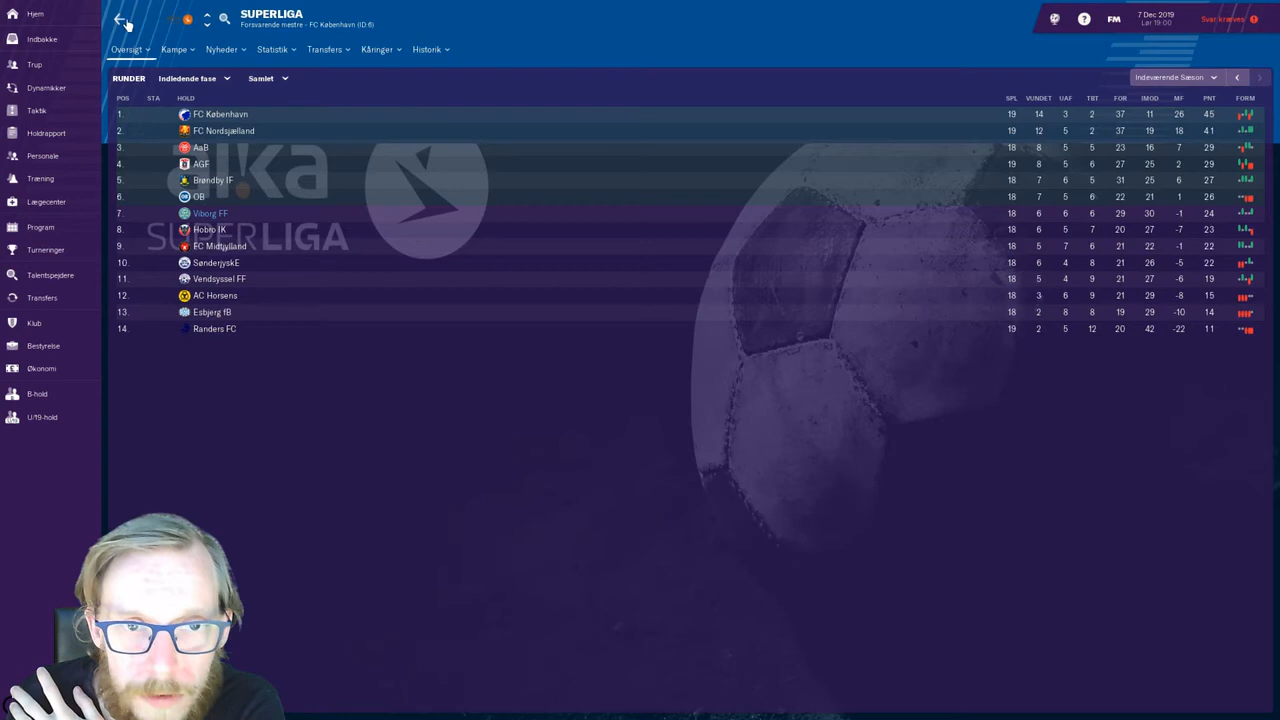 Hjem
Indbakke
Trup
Dynamikker
Taktik
Holdrapport
Personale
Træning
Lægecenter
Program
Turneringer
Talentspejdere
Transfers
Klub
Bestyrelse
Økonomi
B-hold
U/19-hold
SUPERLIGA
Forsvarende mestre - FC København (ID:6)
FM
7 Dec 2019
Lør 19:00
Svar kræves
Oversigt Kampe Nyheder Statistik Transfers Kåringer Historik
RUNDER Indledende fase Samlet Indeværende Sæson
POS STA HOLD SPL VUNDET UAF TBT FOR IMOD MF PNT FORM
1. FC København 19 14 3 2 37 11 26 45
2. FC Nordsjælland 19 12 5 2 37 19 18 41
3. AaB 18 8 5 5 23 16 7 29
4. AGF 19 8 5 6 27 25 2 29
5. Brøndby IF 18 7 6 5 31 25 6 27
6. OB 18 7 5 6 22 21 1 26
7. Viborg FF 18 6 6 6 29 30 -1 24
8. Hobro IK 18 6 5 7 20 27 -7 23
9. FC Midtjylland 18 5 7 6 21 22 -1 22
10. SønderjyskE 18 6 4 8 21 26 -5 22
11. Vendsyssel FF 18 5 4 9 21 27 -6 19
12. AC Horsens 18 3 6 9 21 29 -8 15
13. Esbjerg fB 18 2 8 8 19 29 -10 14
14. Randers FC 19 2 5 12 20 42 -22 11
alka
SUPERLIGA